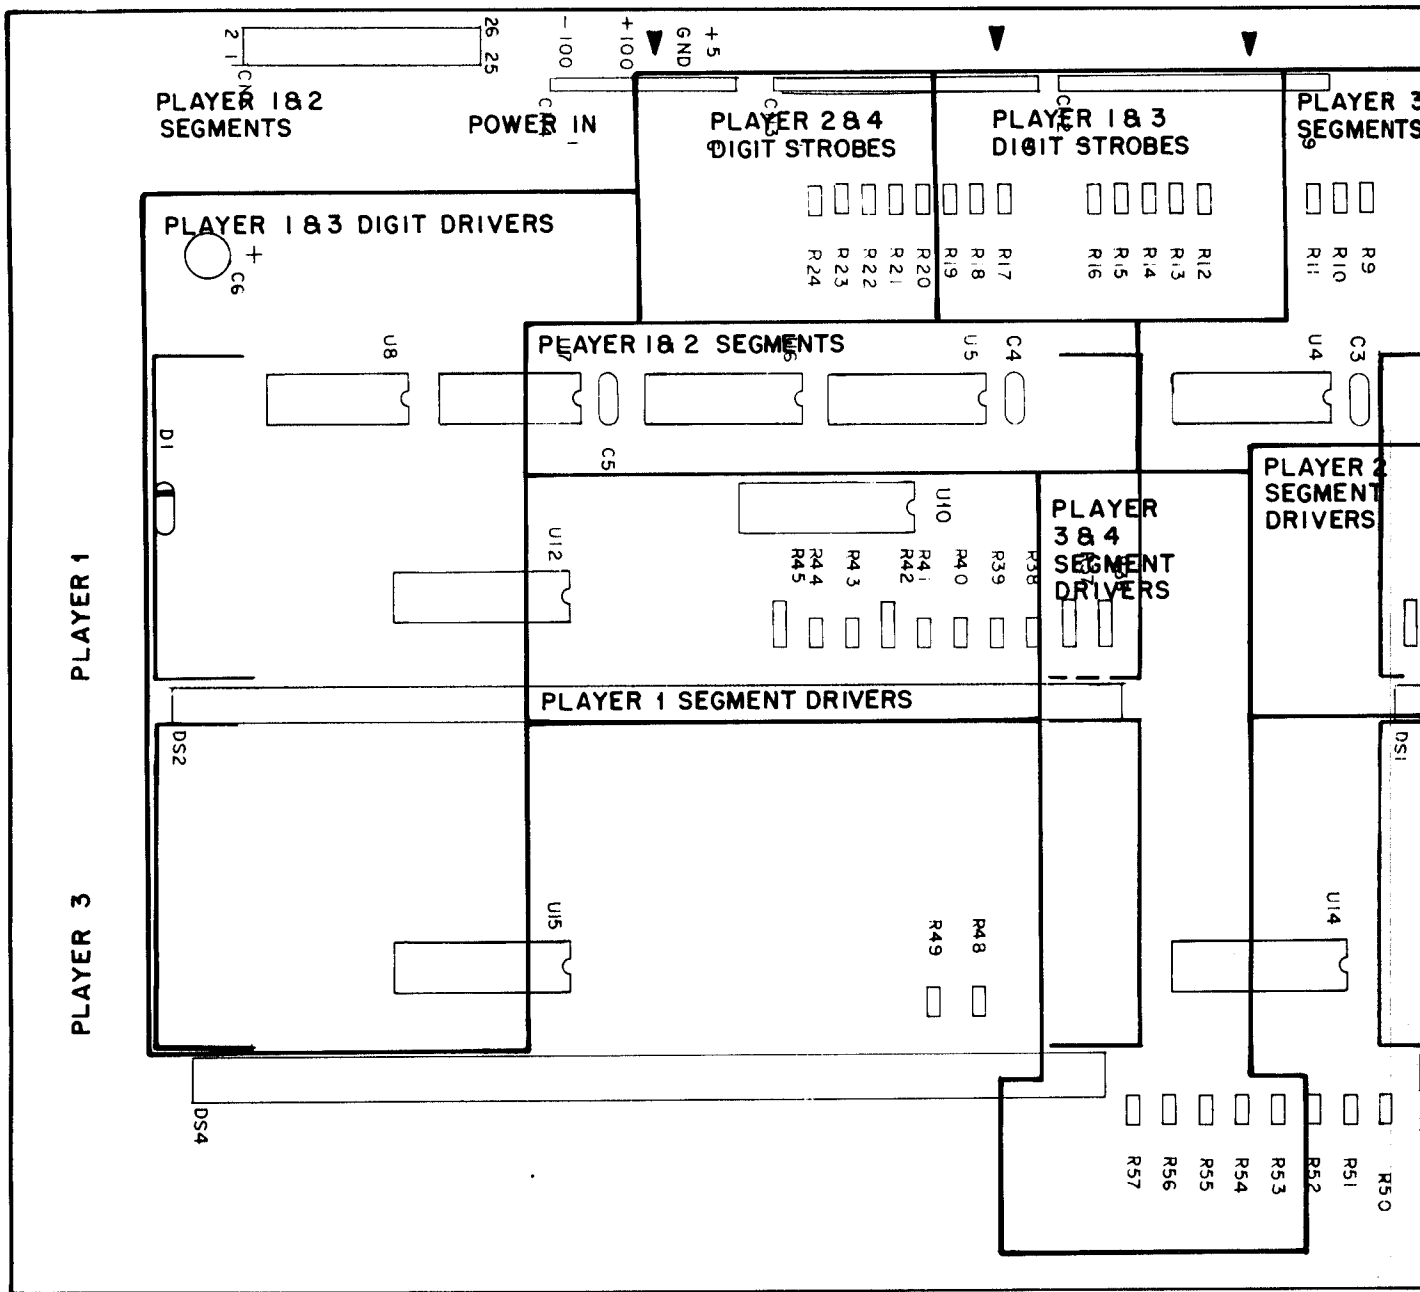 2
1
26
25
-100
+100
GND
+5
PLAYER 1&2
SEGMENTS
POWER IN
PLAYER 2&4
DIGIT STROBES
PLAYER 1&3
DIGIT STROBES
PLAYER 3
SEGMENTS
PLAYER 1&3 DIGIT DRIVERS
+
C6
R24
R23
R22
R21
R20
R19
R18
R17
R16
R15
R14
R13
R12
R11
R10
R9
U8
PLAYER 1&2 SEGMENTS
U5
C4
U4
C3
D1
C5
U10
U12
PLAYER
3&4
SEGMENT
DRIVERS
PLAYER 2
SEGMENT
DRIVERS
R45
R44
R43
R42
R41
R40
R39
R38
PLAYER 1
PLAYER 1 SEGMENT DRIVERS
DS2
DS1
PLAYER 3
U15
R49
R48
U14
DS4
R57
R56
R55
R54
R53
R52
R51
R50